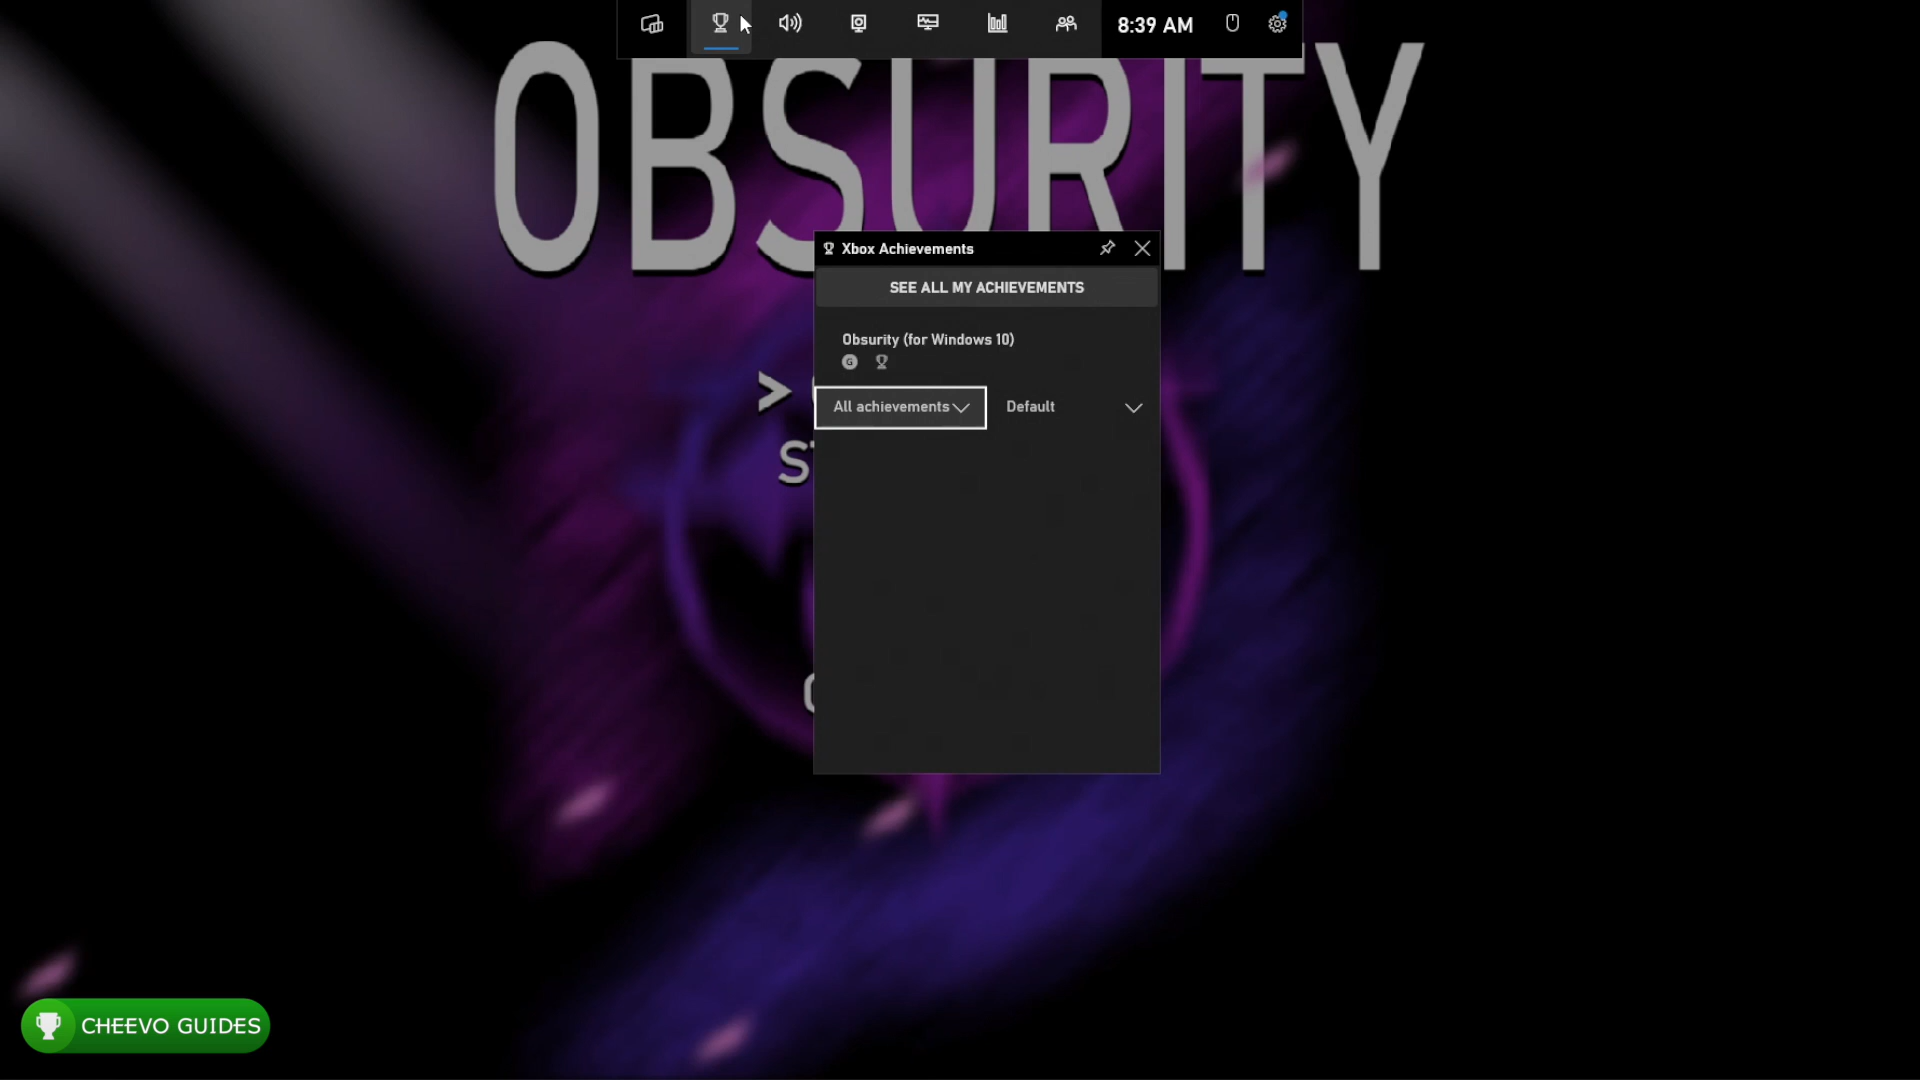 8:39 AM
OBSURITY
Xbox Achievements
SEE ALL MY ACHIEVEMENTS
Obsurity (for Windows 10)
G
>
All achievements
Default
CHEEVO GUIDES